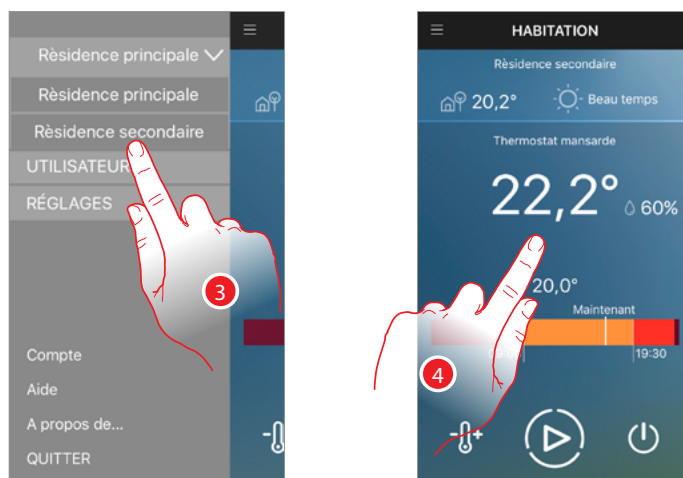 Rèsidence principale
Rèsidence principale
Rèsidence secondaire
UTILISATEUR
RÉGLAGES
3
Compte
Aide
A propos de...
QUITTER
HABITATION
Rèsidence secondaire
20,2° Beau temps
Thermostat mansarde
22,2° 60%
20,0°
Maintenant
19:30
4